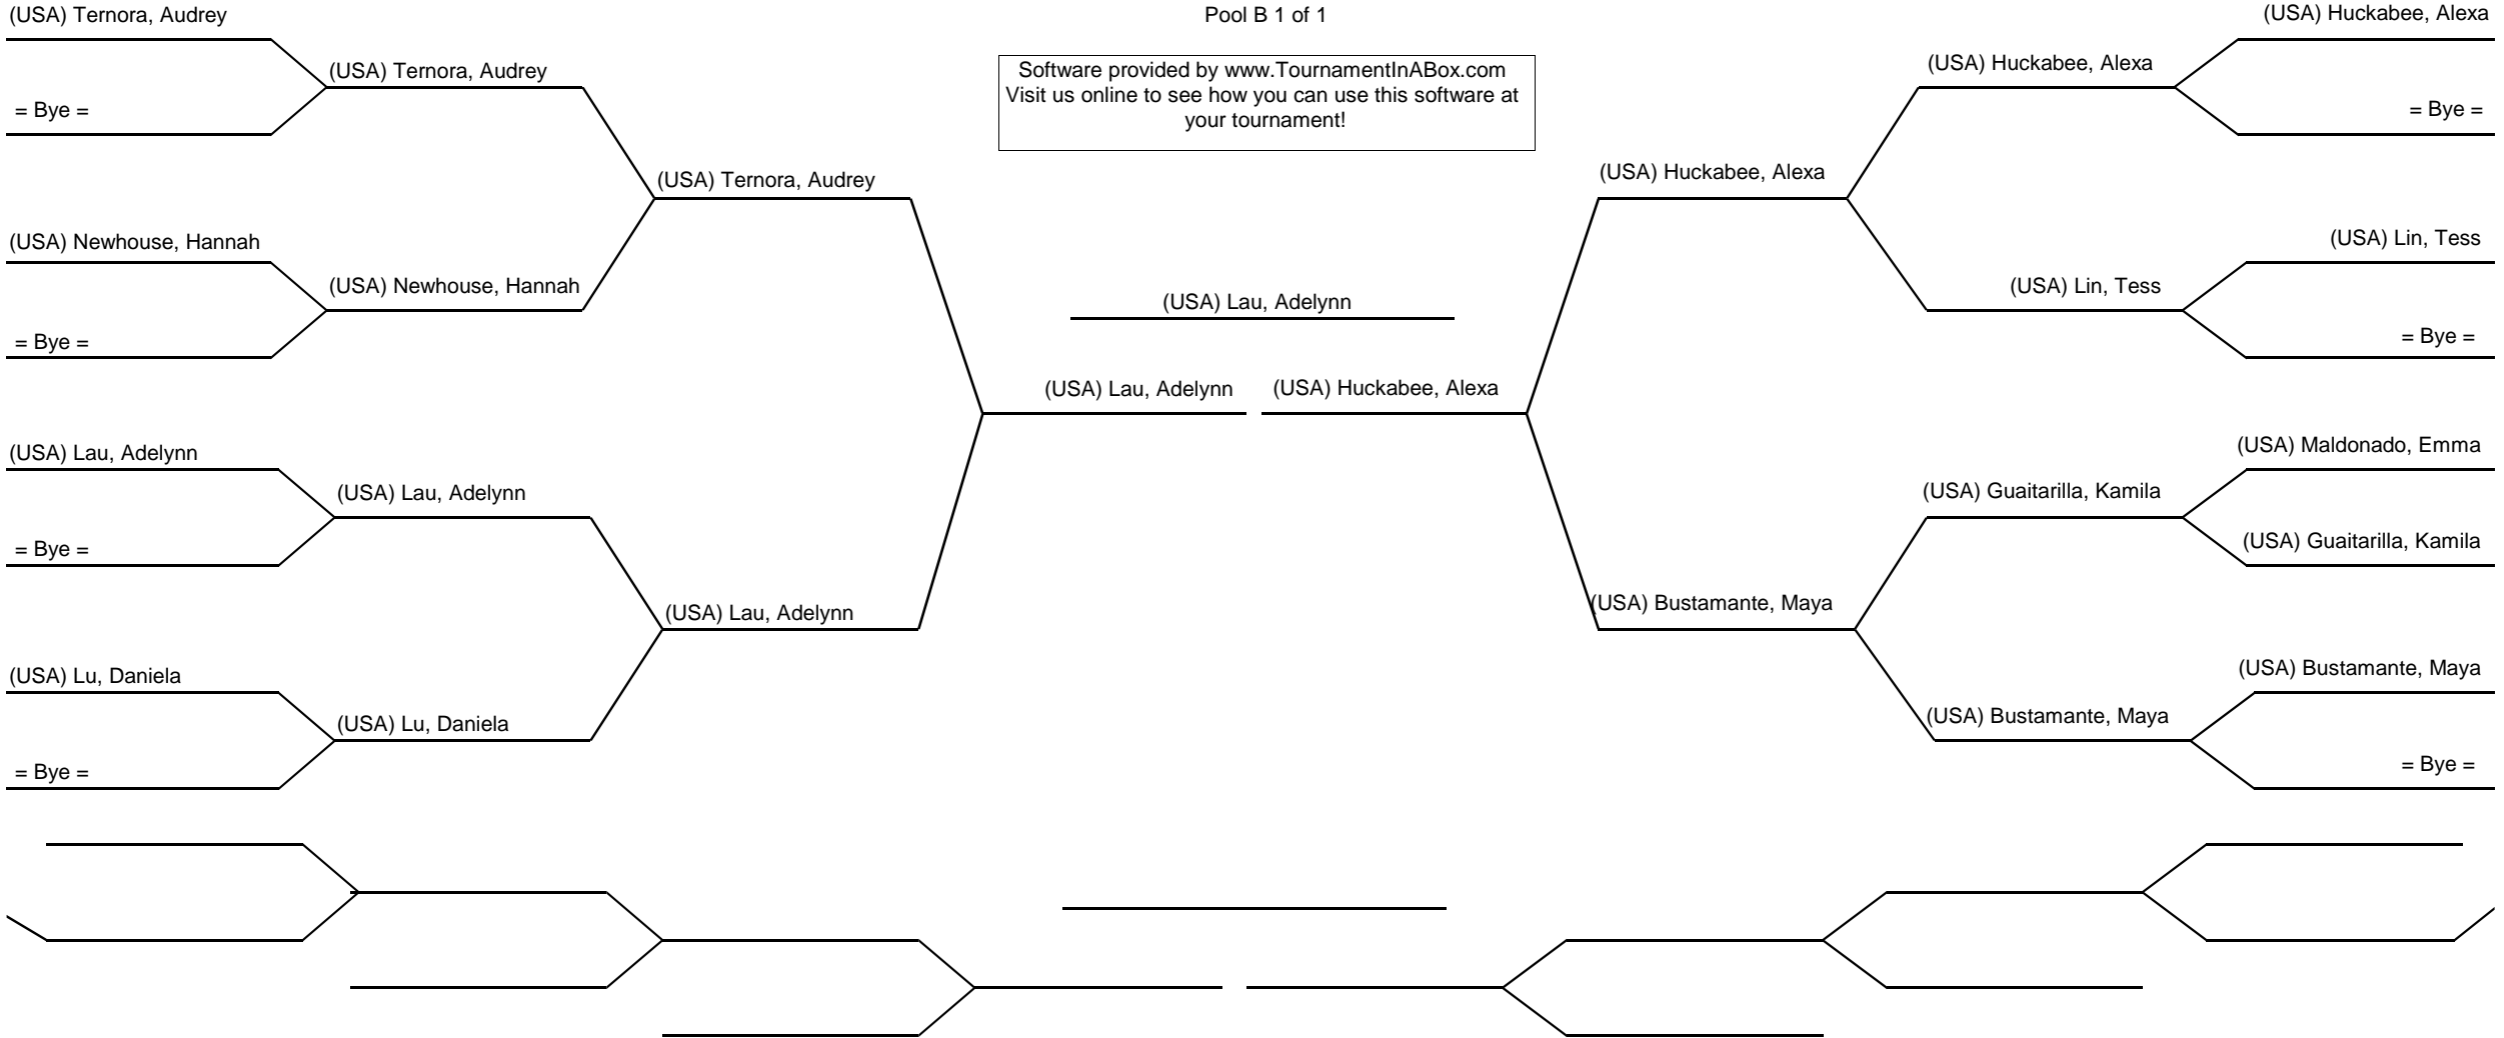 (USA) Ternora, Audrey
= Bye =
(USA) Newhouse, Hannah
= Bye =
(USA) Lau, Adelynn
= Bye =
(USA) Lu, Daniela
= Bye =
(USA) Ternora, Audrey
(USA) Newhouse, Hannah
(USA) Lau, Adelynn
(USA) Lu, Daniela
(USA) Ternora, Audrey
(USA) Lau, Adelynn
Pool B 1 of 1
Software provided by www.TournamentInABox.com
Visit us online to see how you can use this software at
your tournament!
(USA) Lau, Adelynn
(USA) Lau, Adelynn
(USA) Huckabee, Alexa
(USA) Huckabee, Alexa
(USA) Bustamante, Maya
(USA) Huckabee, Alexa
(USA) Lin, Tess
(USA) Guaitarilla, Kamila
(USA) Bustamante, Maya
(USA) Huckabee, Alexa
= Bye =
(USA) Lin, Tess
= Bye =
(USA) Maldonado, Emma
(USA) Guaitarilla, Kamila
(USA) Bustamante, Maya
= Bye =